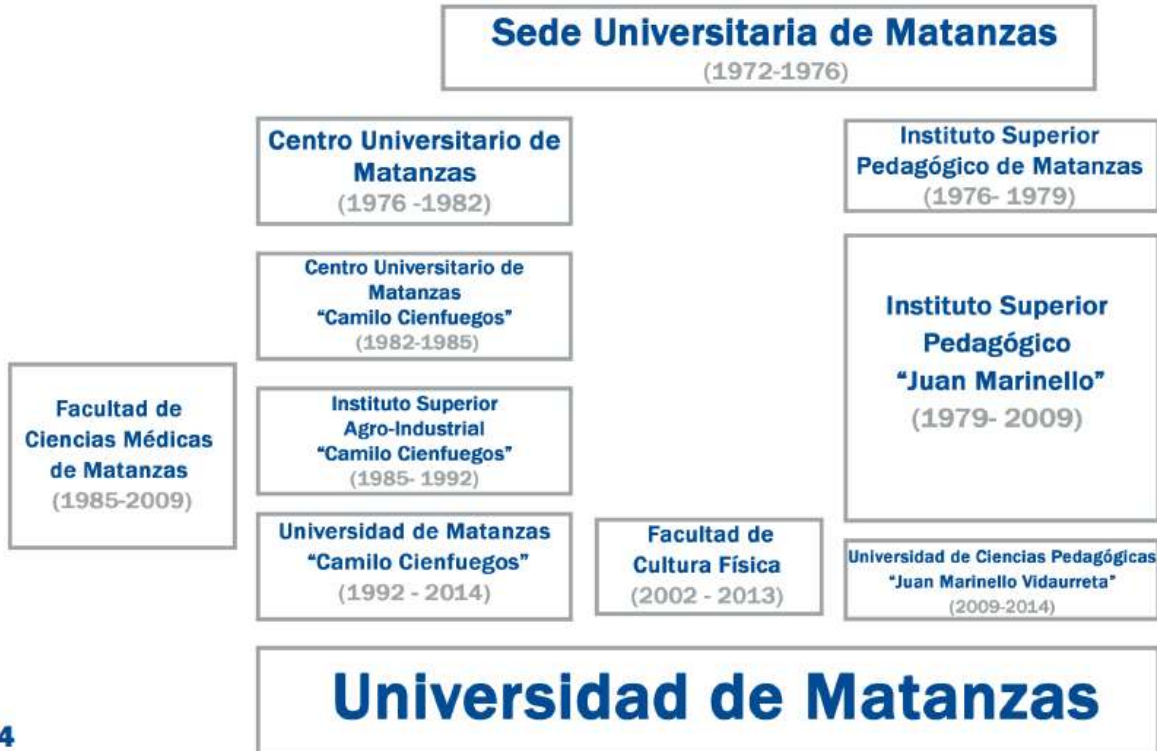 Sede Universitaria de Matanzas
(1972-1976)
Centro Universitario de
Matanzas
(1976 -1982)
Instituto Superior
Pedagógico de Matanzas
(1976- 1979)
Centro Universitario de
Matanzas
“Camilo Cienfuegos”
(1982-1985)
Instituto Superior
Pedagógico
“Juan Marinello”
(1979- 2009)
Facultad de
Ciencias Médicas
de Matanzas
(1985-2009)
Instituto Superior
Agro-Industrial
“Camilo Cienfuegos”
(1985- 1992)
Universidad de Matanzas
“Camilo Cienfuegos”
(1992 - 2014)
Facultad de
Cultura Física
(2002 - 2013)
Universidad de Ciencias Pedagógicas
“Juan Marinello Vidaurreta”
(2009-2014)
Universidad de Matanzas
4